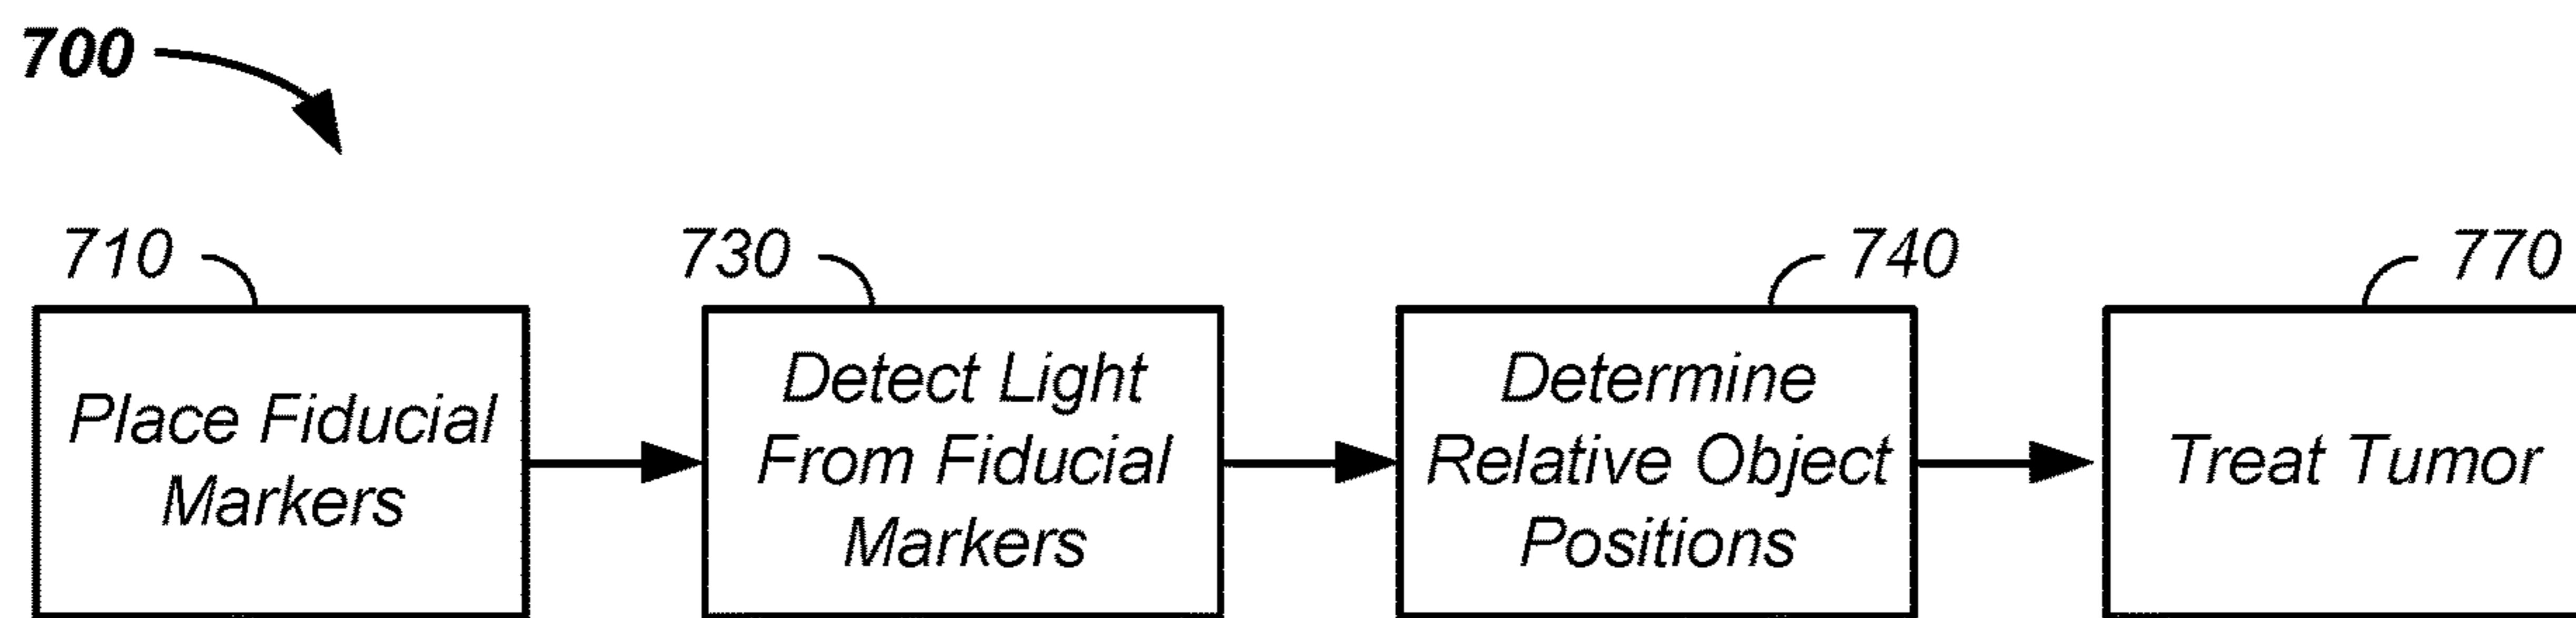 700
710
730
740
770
Place Fiducial
Markers
Detect Light
From Fiducial
Markers
Determine
Relative Object
Positions
Treat Tumor